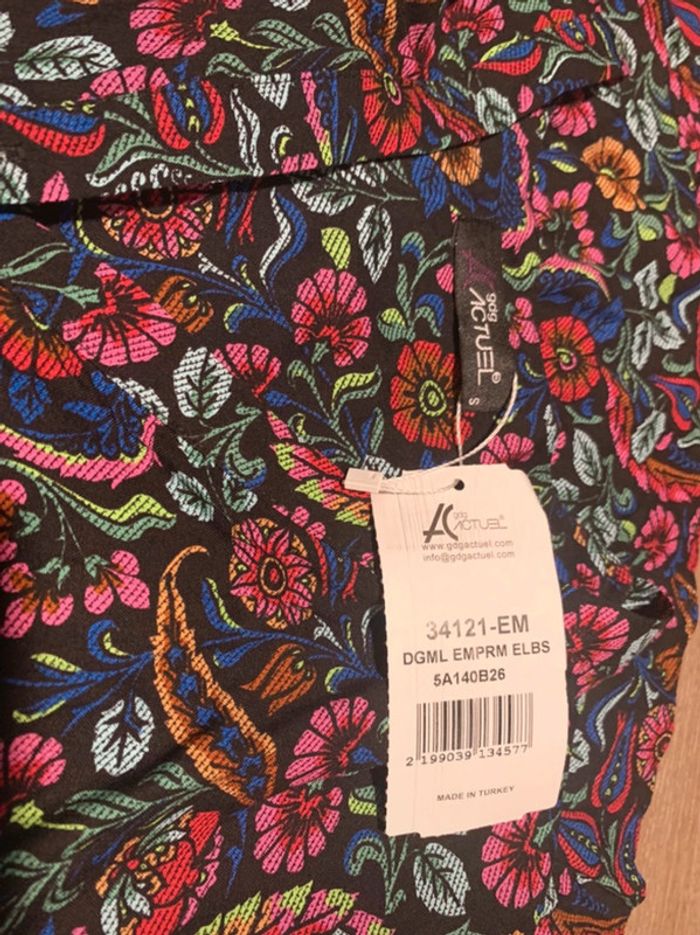 gdg
ACTUEL®
S
AC gdg
ACTUEL®
www.gdgactuel.com
info@gdgactuel.com
34121-EM
DGML EMPRM ELBS
5A140B26
2 199039 134577
MADE IN TURKEY